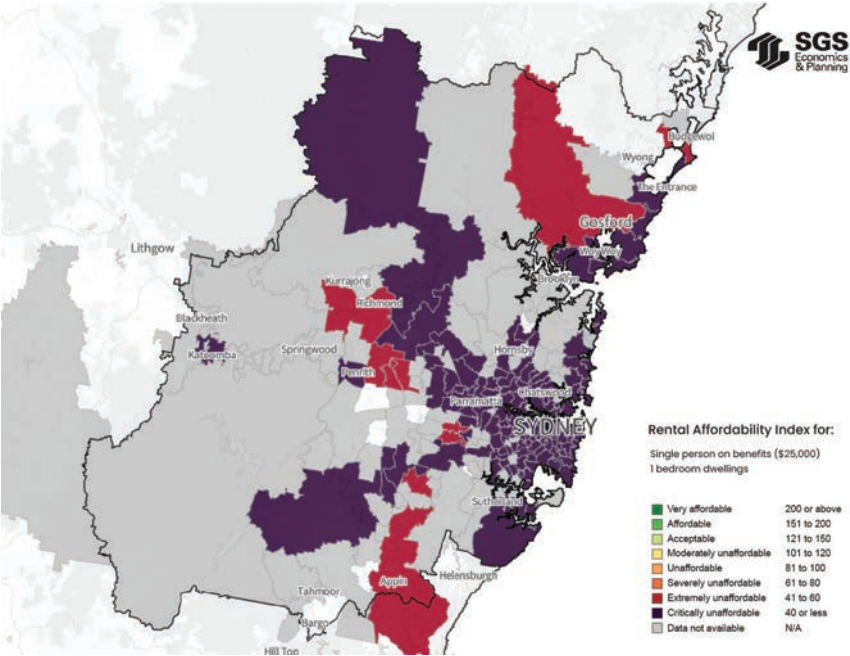 SGS
Economics
& Planning
Budgewoi
Wyong
The Entrance
Gosford
Lithgow
Woy Woy
Brooklyn
Kurrajong
Richmond
Blackheath
Katoomba
Springwood
Hornsby
Penrith
Chatswood
Parramatta
SYDNEY
Rental Affordability Index for:
Single person on benefits ($25,000)
1 bedroom dwellings
Sutherland
Very affordable 200 or above
Affordable 151 to 200
Acceptable 121 to 150
Moderately unaffordable 101 to 120
Unaffordable 81 to 100
Severely unaffordable 61 to 80
Extremely unaffordable 41 to 60
Critically unaffordable 40 or less
Data not available N/A
Helensburgh
Appin
Tahmoor
Bargo
Hill Top